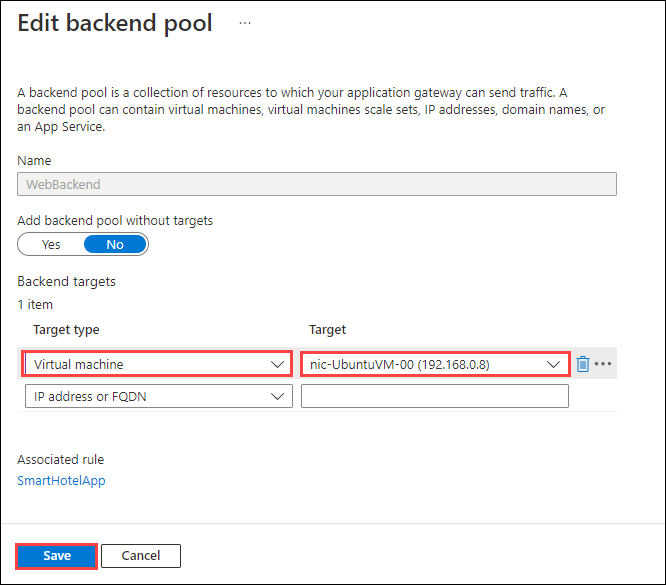 Edit backend pool ...
A backend pool is a collection of resources to which your application gateway can send traffic. A
backend pool can contain virtual machines, virtual machines scale sets, IP addresses, domain names, or
an App Service.
Name
WebBackend
Add backend pool without targets
Yes No
Backend targets
1 item
Target type Target
Virtual machine nic-UbuntuVM-00 (192.168.0.8)
IP address or FQDN
Associated rule
SmartHotelApp
Save Cancel